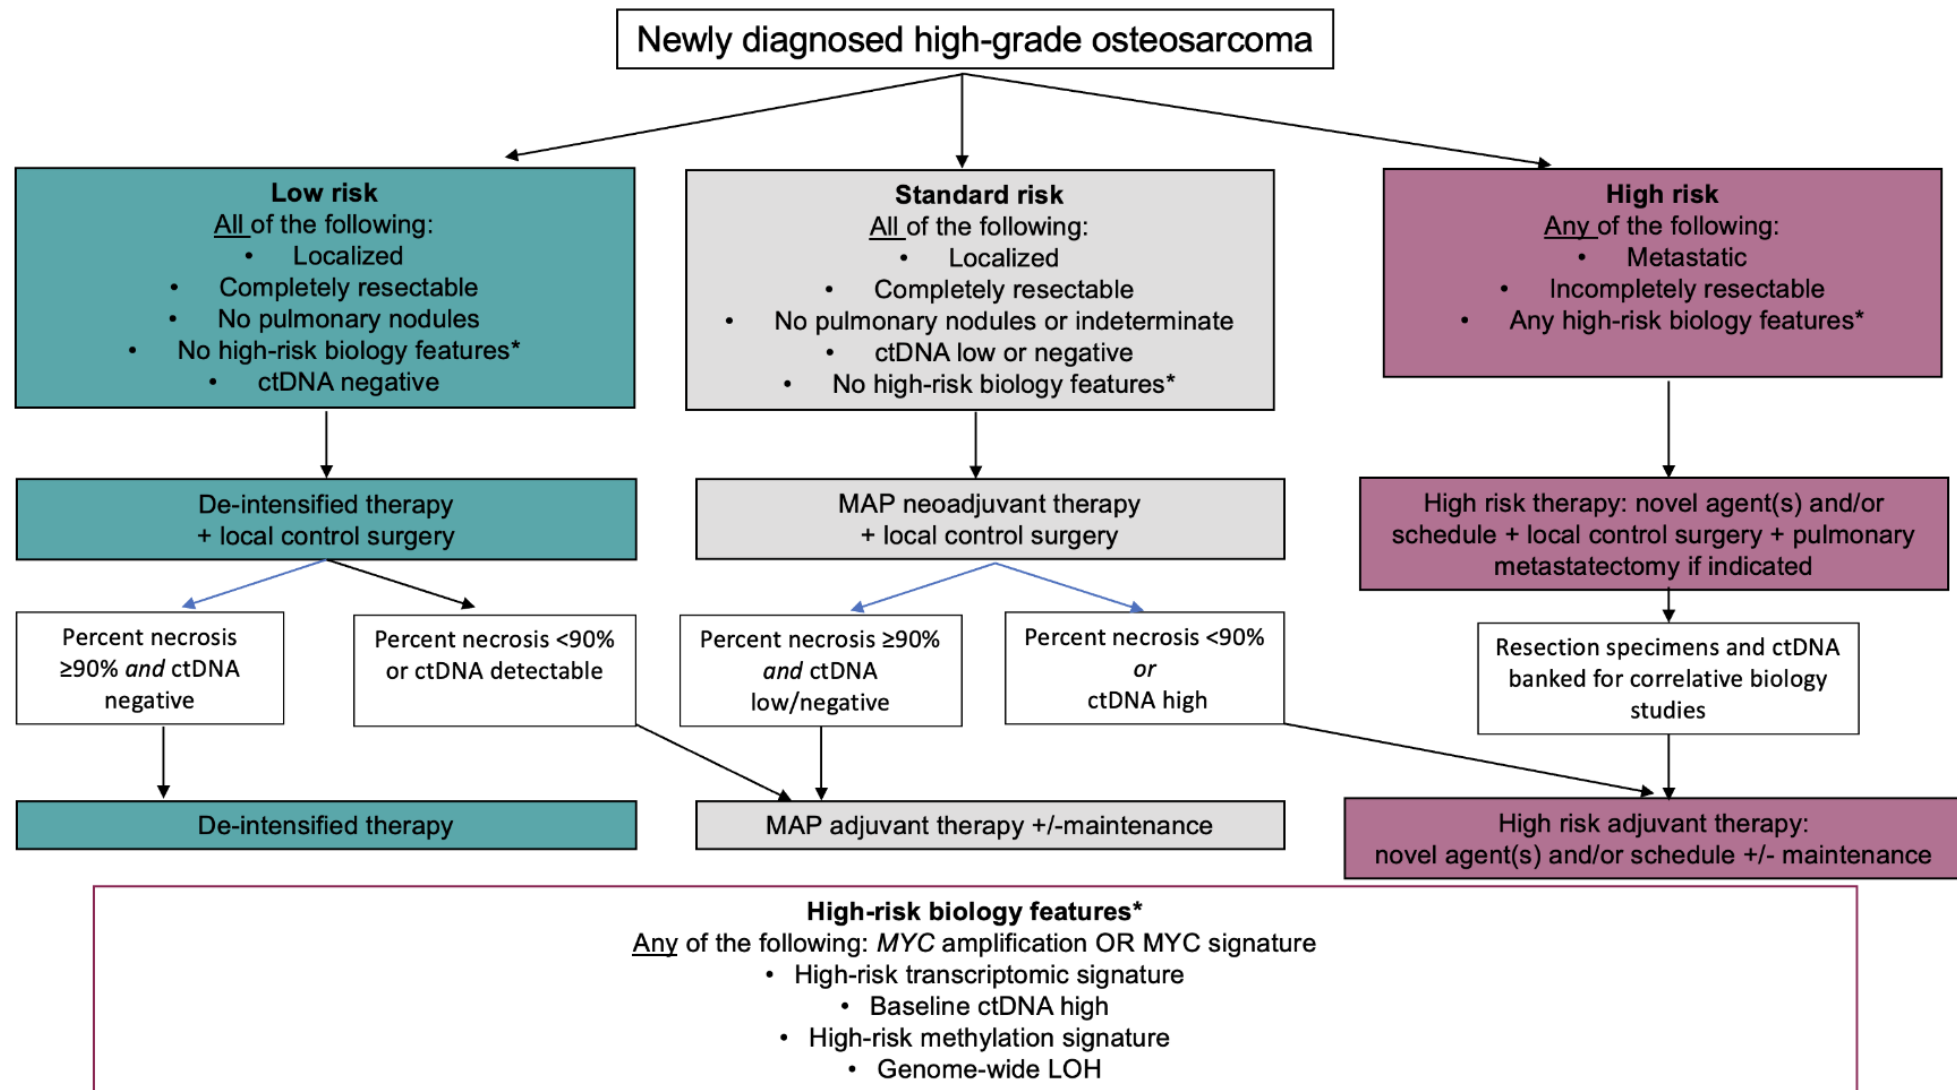 Newly diagnosed high-grade osteosarcoma
Low risk
All of the following:
• Localized
• Completely resectable
• No pulmonary nodules
• No high-risk biology features*
• ctDNA negative
Standard risk
All of the following:
• Localized
• Completely resectable
• No pulmonary nodules or indeterminate
• ctDNA low or negative
• No high-risk biology features*
High risk
Any of the following:
• Metastatic
• Incompletely resectable
• Any high-risk biology features*
De-intensified therapy
+ local control surgery
MAP neoadjuvant therapy
+ local control surgery
High risk therapy: novel agent(s) and/or
schedule + local control surgery + pulmonary
metastatectomy if indicated
Percent necrosis
≥90% and ctDNA
negative
Percent necrosis <90%
or ctDNA detectable
Percent necrosis ≥90%
and ctDNA
low/negative
Percent necrosis <90%
or
ctDNA high
Resection specimens and ctDNA
banked for correlative biology
studies
De-intensified therapy
MAP adjuvant therapy +/-maintenance
High risk adjuvant therapy:
novel agent(s) and/or schedule +/- maintenance
High-risk biology features*
Any of the following: MYC amplification OR MYC signature
• High-risk transcriptomic signature
• Baseline ctDNA high
• High-risk methylation signature
• Genome-wide LOH